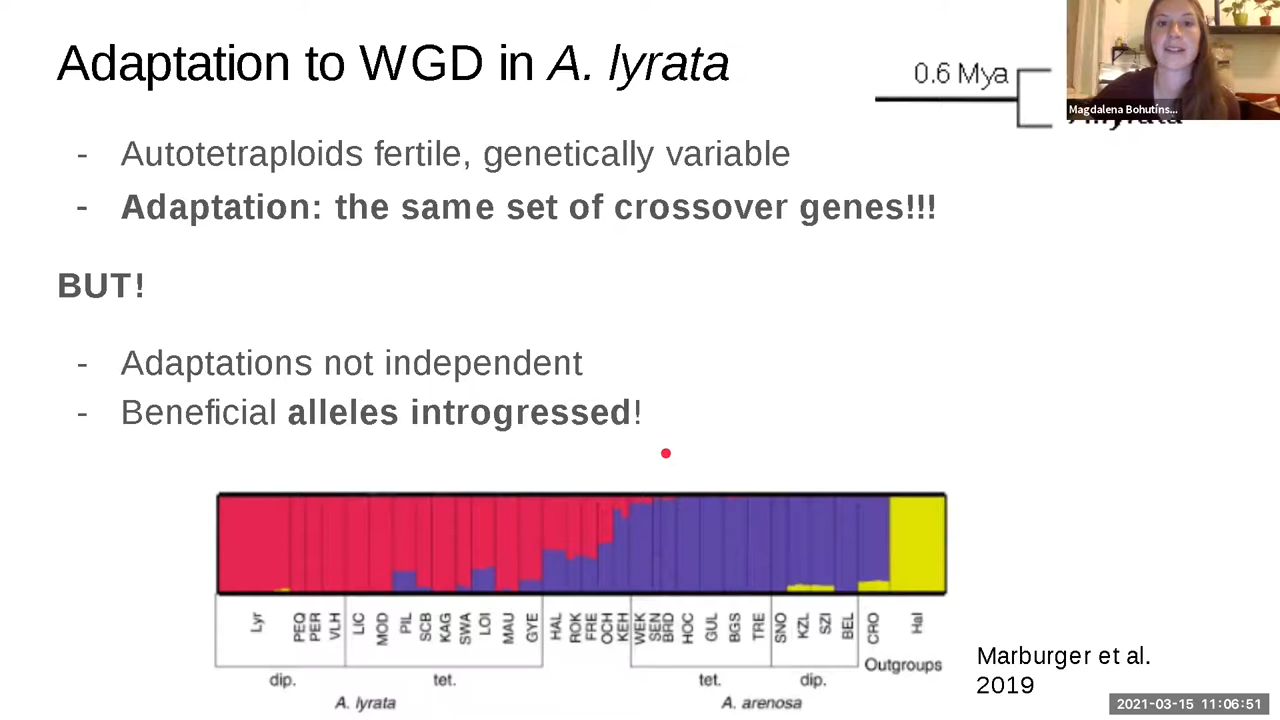 Adaptation to WGD in A. lyrata
0.6 Mya
Magdalena Bohutíns...
- Autotetraploids fertile, genetically variable
- Adaptation: the same set of crossover genes!!!
BUT!
- Adaptations not independent
- Beneficial alleles introgressed!
Lyr PEQ PER VLH LIC MOD PIL SCB KAG SWA LOI MAU GYE HAL ROK FRE OCH KEH WEK SEN BRD HOC GUL BGS TRE SNO KZL SZI BEL CRO Hal
Outgroups
dip. tet. tet. dip.
A. lyrata A. arenosa
Marburger et al.
2019
2021-03-15 11:06:51